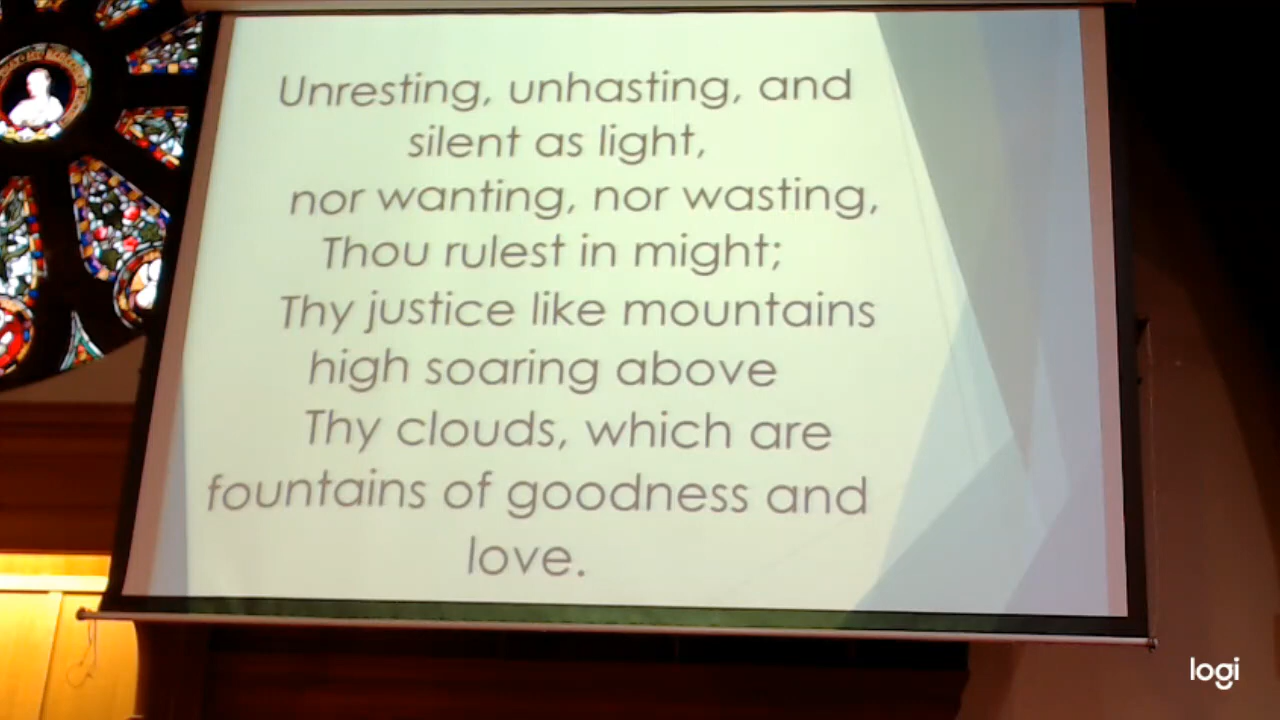 Unresting, unhasting, and
silent as light,
nor wanting, nor wasting,
Thou rulest in might;
Thy justice like mountains
high soaring above
Thy clouds, which are
fountains of goodness and
love.
logi